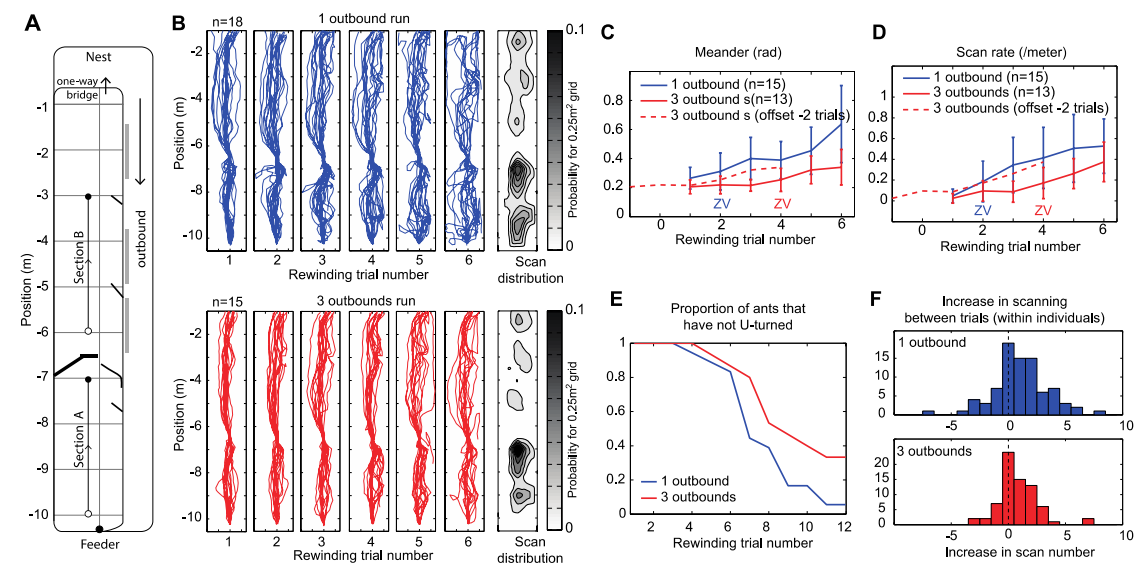 A
Nest
one-way
bridge
outbound
Section B
Section A
Position (m)
-1
-2
-3
-4
-5
-6
-7
-8
-9
-10
Feeder
B
n=18
1 outbound run
Position (m)
-2
-4
-6
-8
-10
1 2 3 4 5 6
Rewinding trial number
Scan
distribution
0.1
Probability for 0.25m² grid
0
n=15
3 outbounds run
Position (m)
-2
-4
-6
-8
-10
1 2 3 4 5 6
Rewinding trial number
Scan
distribution
0.1
Probability for 0.25m² grid
0
C
Meander (rad)
1 outbound (n=15)
3 outbound s(n=13)
3 outbound s (offset -2 trials)
0.8
0.6
0.4
0.2
0
ZV
ZV
0 2 4 6
Rewinding trial number
D
Scan rate (/meter)
1 outbound (n=15)
3 outbounds (n=13)
3 outbounds (offset -2 trials)
1
0.8
0.6
0.4
0.2
0
ZV
ZV
0 2 4 6
Rewinding trial number
E
Proportion of ants that
have not U-turned
1
0.8
0.6
0.4
0.2
0
1 outbound
3 outbounds
2 4 6 8 10 12
Rewinding trial number
F
Increase in scanning
between trials (within individuals)
1 outbound
15
10
5
0
-5 0 5 10
3 outbounds
20
15
10
5
0
-5 0 5 10
Increase in scan number